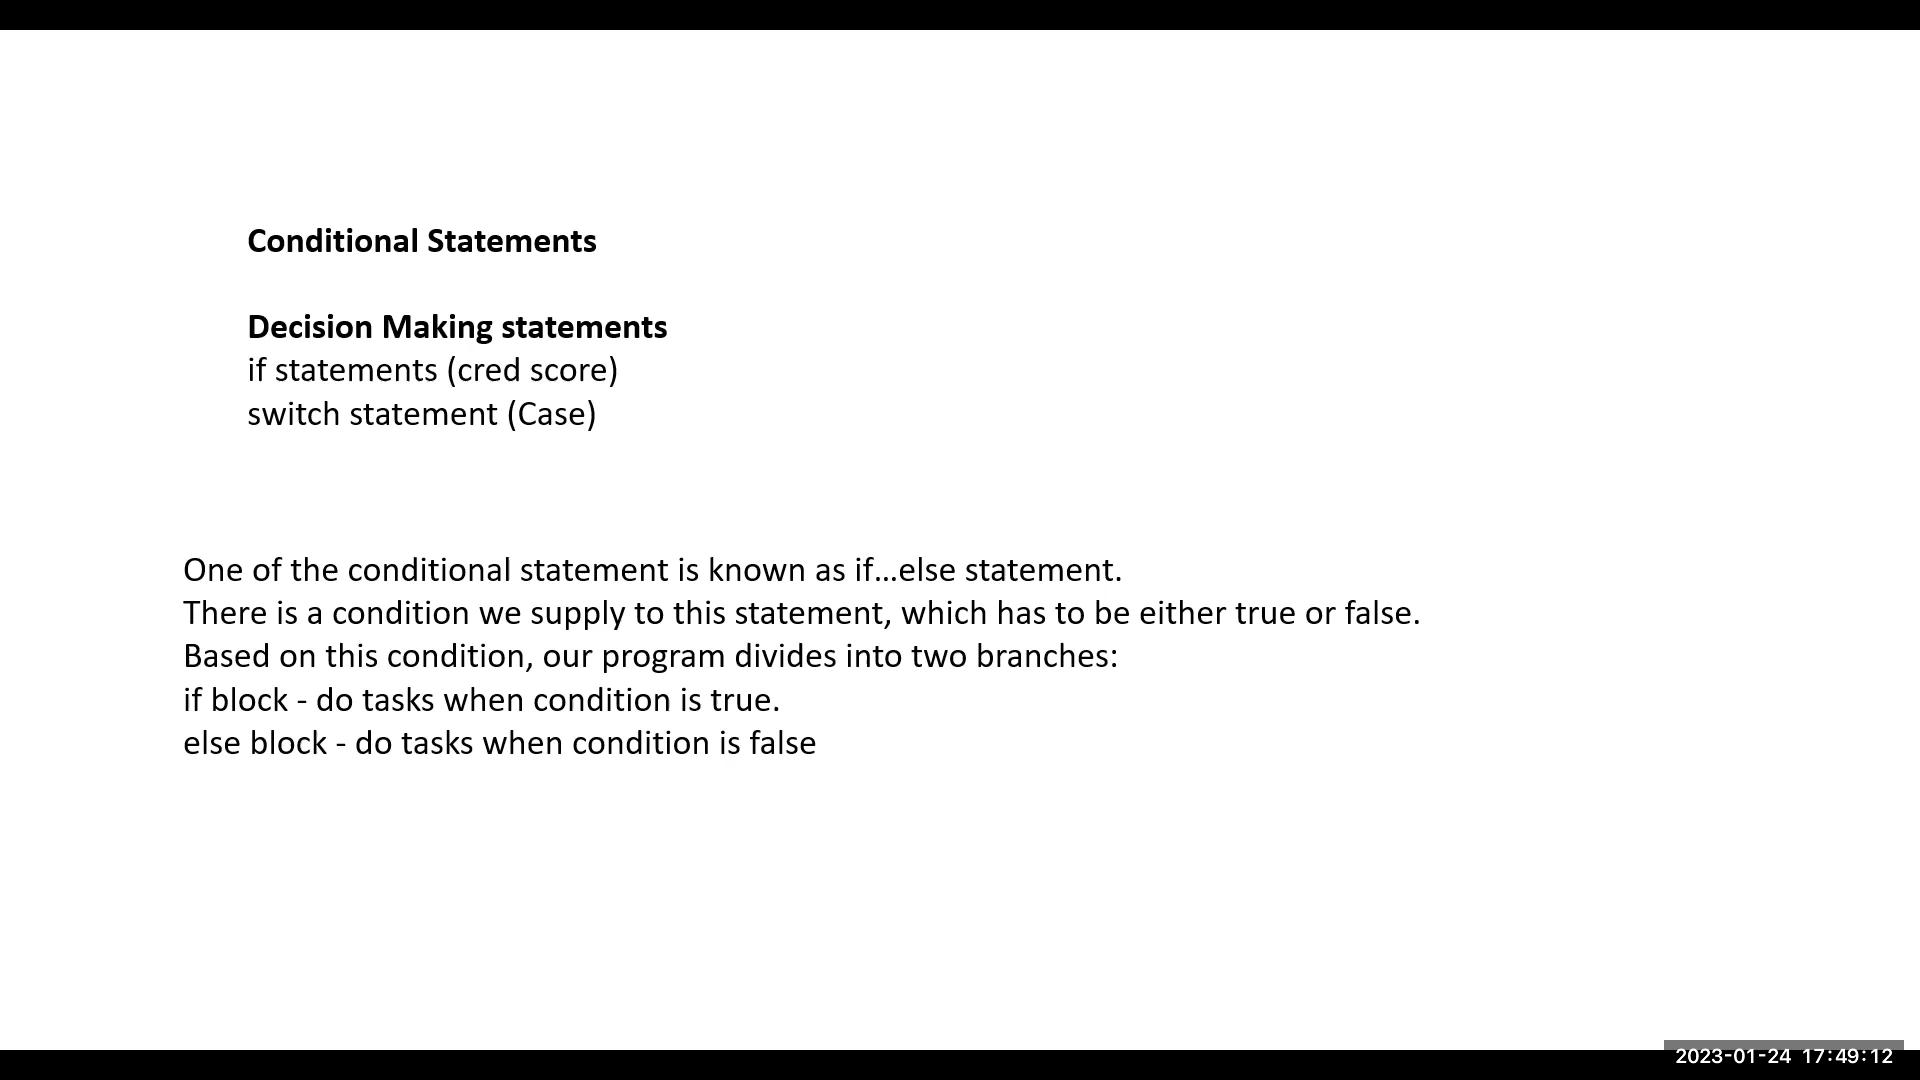 Conditional Statements
Decision Making statements
if statements (cred score)
switch statement (Case)
One of the conditional statement is known as if...else statement.
There is a condition we supply to this statement, which has to be either true or false.
Based on this condition, our program divides into two branches:
if block - do tasks when condition is true.
else block - do tasks when condition is false
2023-01-24 17:49:12